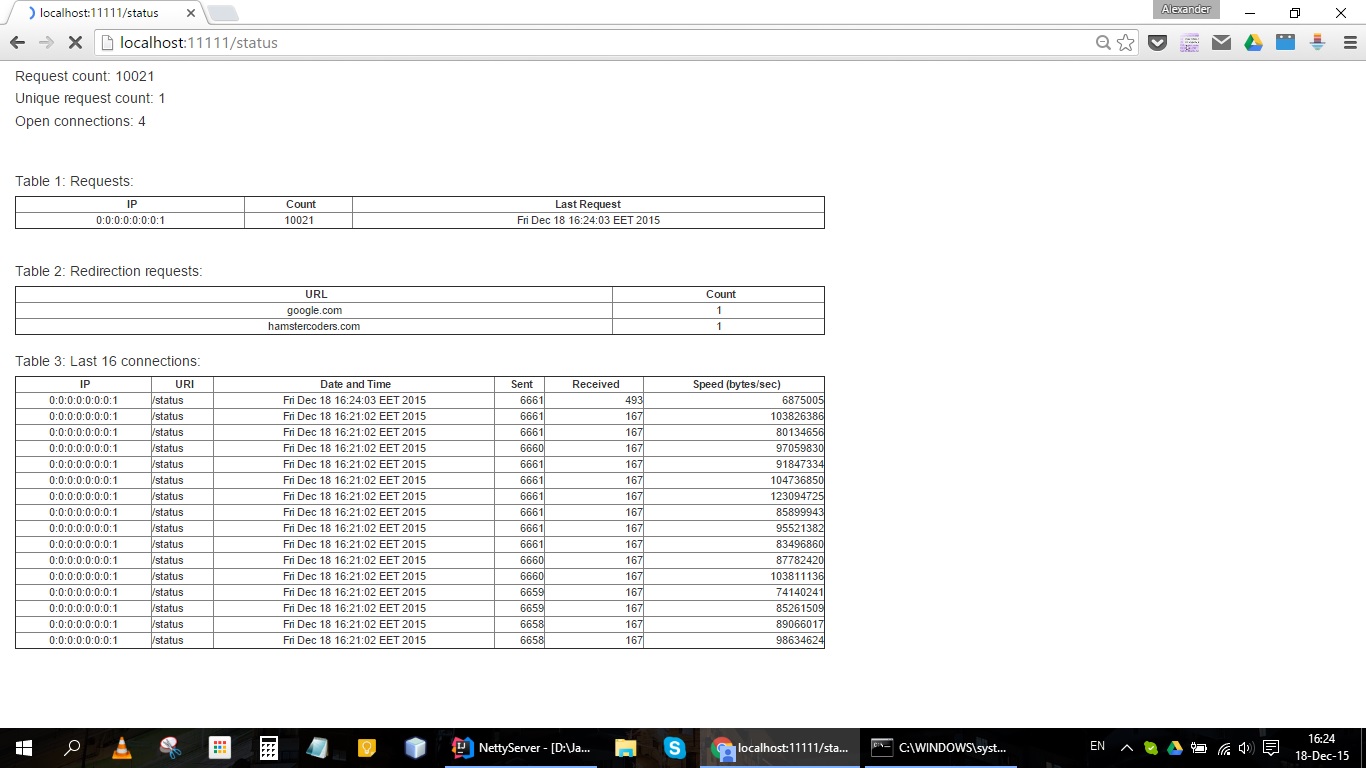 localhost:11111/status
Alexander
localhost:11111/status
Request count: 10021
Unique request count: 1
Open connections: 4
Table 1: Requests:
IP Count Last Request
0:0:0:0:0:0:0:1 10021 Fri Dec 18 16:24:03 EET 2015
Table 2: Redirection requests:
URL Count
google.com 1
hamstercoders.com 1
Table 3: Last 16 connections:
IP URI Date and Time Sent Received Speed (bytes/sec)
0:0:0:0:0:0:0:1 /status Fri Dec 18 16:24:03 EET 2015 6661 493 6875005
0:0:0:0:0:0:0:1 /status Fri Dec 18 16:21:02 EET 2015 6661 167 103826386
0:0:0:0:0:0:0:1 /status Fri Dec 18 16:21:02 EET 2015 6661 167 80134656
0:0:0:0:0:0:0:1 /status Fri Dec 18 16:21:02 EET 2015 6660 167 97059830
0:0:0:0:0:0:0:1 /status Fri Dec 18 16:21:02 EET 2015 6661 167 91847334
0:0:0:0:0:0:0:1 /status Fri Dec 18 16:21:02 EET 2015 6661 167 104736850
0:0:0:0:0:0:0:1 /status Fri Dec 18 16:21:02 EET 2015 6661 167 123094725
0:0:0:0:0:0:0:1 /status Fri Dec 18 16:21:02 EET 2015 6661 167 85899943
0:0:0:0:0:0:0:1 /status Fri Dec 18 16:21:02 EET 2015 6661 167 95521382
0:0:0:0:0:0:0:1 /status Fri Dec 18 16:21:02 EET 2015 6661 167 83496860
0:0:0:0:0:0:0:1 /status Fri Dec 18 16:21:02 EET 2015 6660 167 87782420
0:0:0:0:0:0:0:1 /status Fri Dec 18 16:21:02 EET 2015 6660 167 103811136
0:0:0:0:0:0:0:1 /status Fri Dec 18 16:21:02 EET 2015 6659 167 74140241
0:0:0:0:0:0:0:1 /status Fri Dec 18 16:21:02 EET 2015 6659 167 85261509
0:0:0:0:0:0:0:1 /status Fri Dec 18 16:21:02 EET 2015 6658 167 89066017
0:0:0:0:0:0:0:1 /status Fri Dec 18 16:21:02 EET 2015 6658 167 98634624
NettyServer - [D:\Ja...
localhost:11111/sta...
C:\WINDOWS\syst...
EN
16:24
18-Dec-15